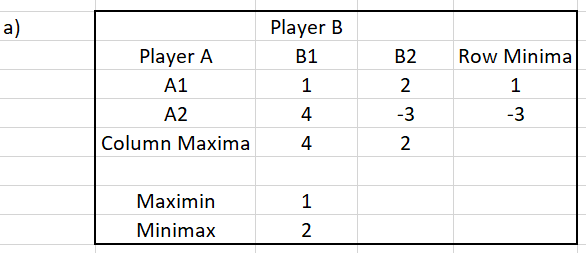 a)
Player B
Player A B1 B2 Row Minima
A1 1 2 1
A2 4 -3 -3
Column Maxima 4 2
Maximin 1
Minimax 2